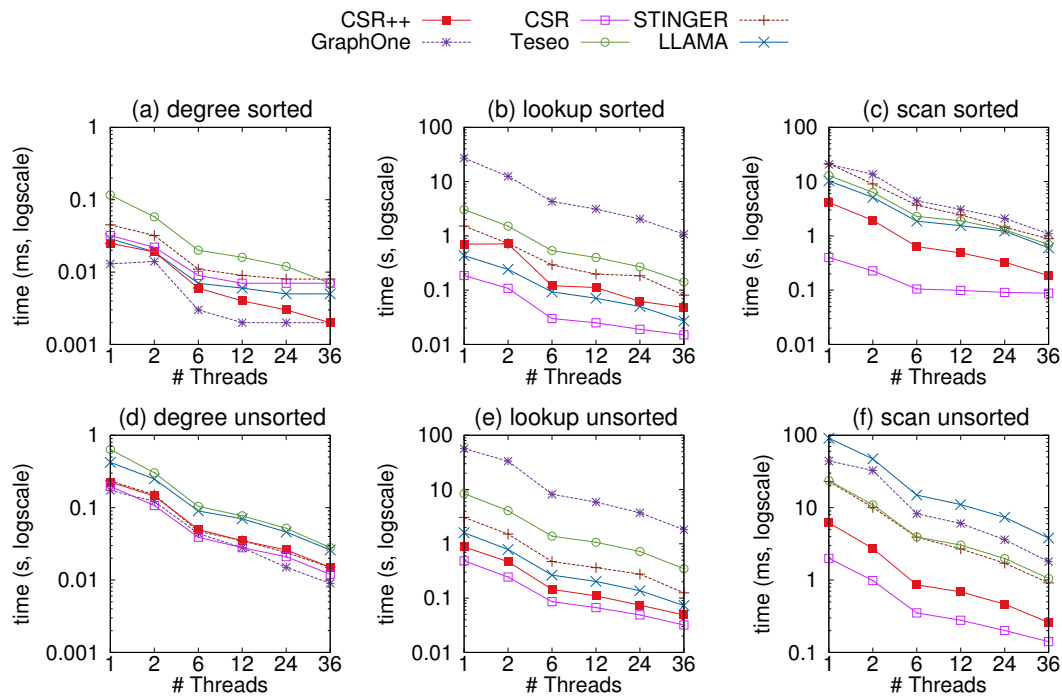 CSR++ CSR STINGER
GraphOne Teseo LLAMA
(a) degree sorted
time (ms, logscale)
1
0.1
0.01
0.001
1 2 6 12 24 36
# Threads
(b) lookup sorted
time (s, logscale)
100
10
1
0.1
0.01
1 2 6 12 24 36
# Threads
(c) scan sorted
time (s, logscale)
100
10
1
0.1
0.01
1 2 6 12 24 36
# Threads
(d) degree unsorted
time (s, logscale)
1
0.1
0.01
0.001
1 2 6 12 24 36
# Threads
(e) lookup unsorted
time (s, logscale)
100
10
1
0.1
0.01
1 2 6 12 24 36
# Threads
(f) scan unsorted
time (ms, logscale)
100
10
1
0.1
1 2 6 12 24 36
# Threads